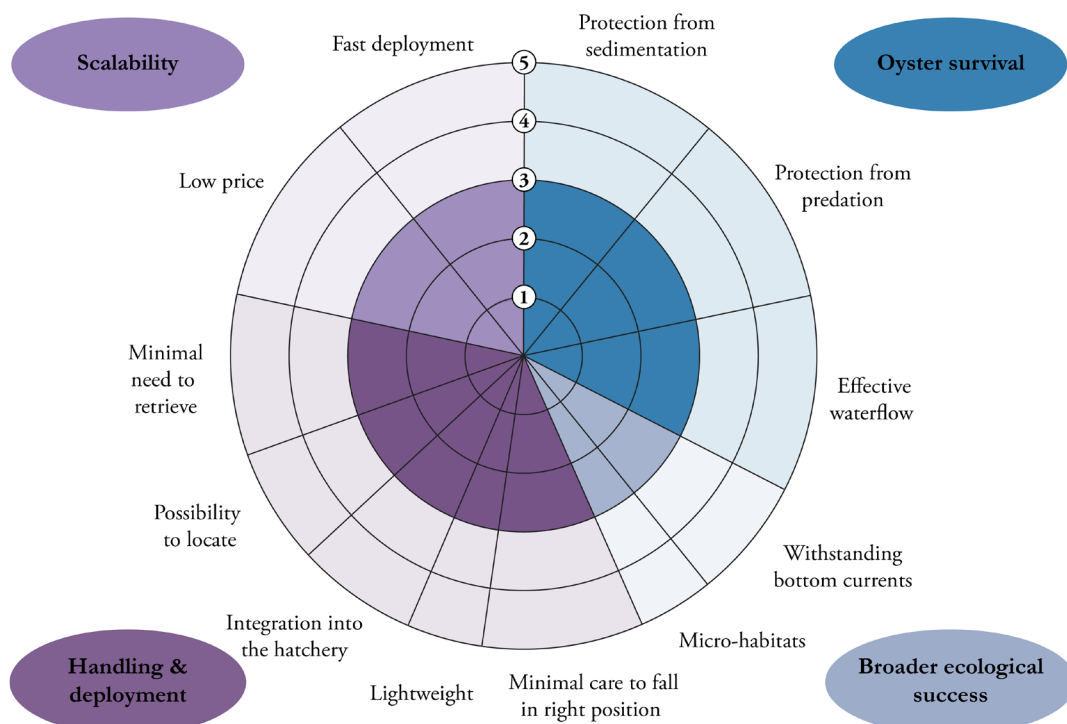 Scalability
Fast deployment
Protection from
sedimentation
Oyster survival
5
4
3
2
1
Low price
Protection from
predation
Minimal
need to
retrieve
Effective
waterflow
Possibility
to locate
Withstanding
bottom currents
Integration into
the hatchery
Micro-habitats
Handling &
deployment
Lightweight
Minimal care to fall
in right position
Broader ecological
success